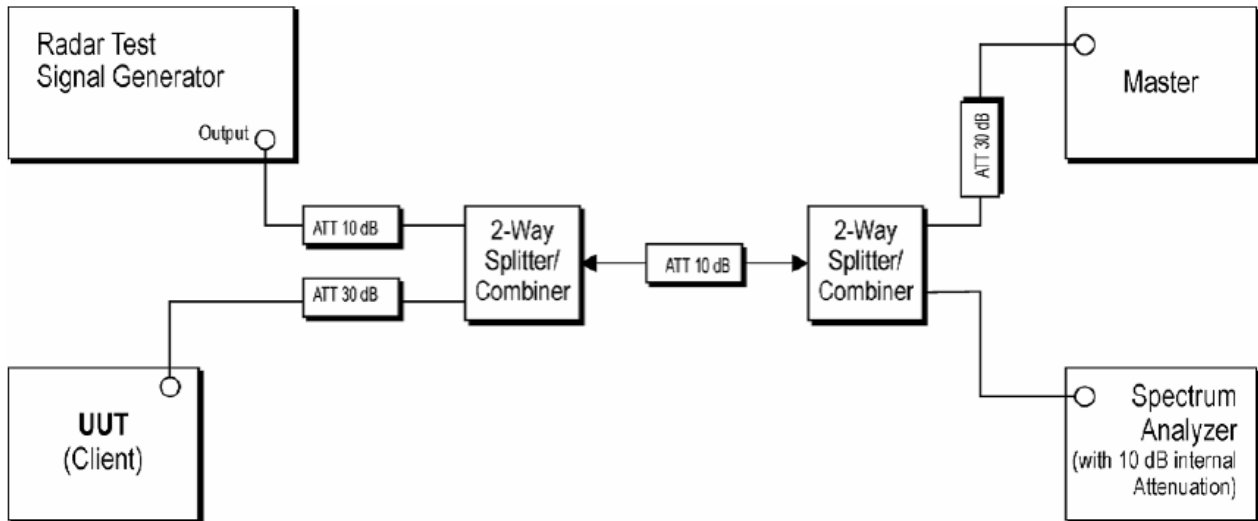 Radar Test
Signal Generator
Output
ATT 10 dB
ATT 30 dB
2-Way
Splitter/
Combiner
ATT 10 dB
2-Way
Splitter/
Combiner
ATT 30 dB
Master
UUT
(Client)
Spectrum
Analyzer
(with 10 dB internal
Attenuation)